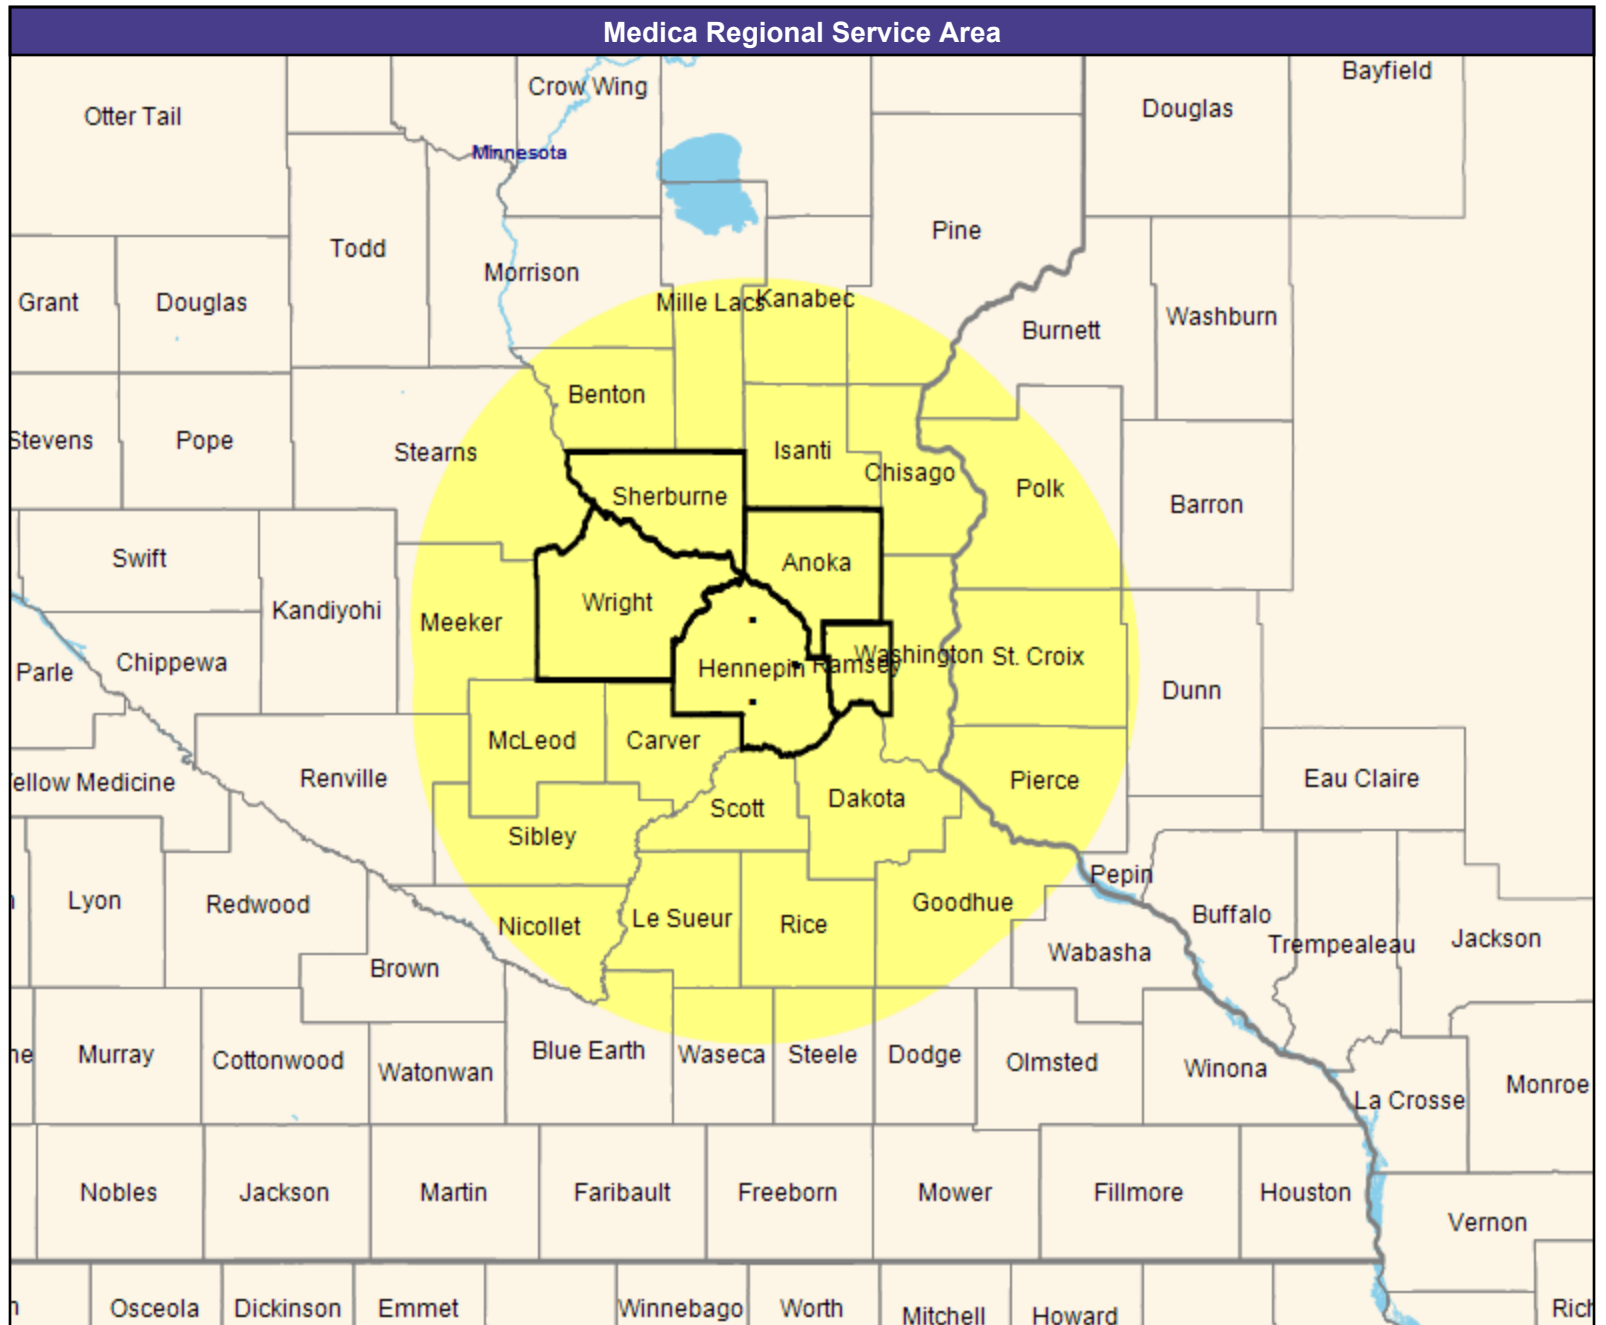 Medica Regional Service Area
Bayfield
Crow Wing
Douglas
Otter Tail
Minnesota
Pine
Todd
Morrison
Kanabec
Grant
Douglas
Mille Lacs
Washburn
Burnett
Benton
Stevens
Pope
Stearns
Isanti
Chisago
Polk
Sherburne
Barron
Swift
Anoka
Wright
Kandiyohi
Meeker
Washington
St. Croix
Chippewa
Hennepin
Ramsey
Parle
Dunn
McLeod
Carver
Renville
Eau Claire
Pierce
ellow Medicine
Dakota
Scott
Sibley
Pepin
Lyon
Redwood
Goodhue
Buffalo
Le Sueur
Rice
Nicollet
Jackson
Trempealeau
Wabasha
Brown
Blue Earth
ne
Murray
Waseca
Steele
Dodge
Cottonwood
Olmsted
Winona
Watonwan
Monroe
La Crosse
Nobles
Jackson
Martin
Faribault
Freeborn
Mower
Fillmore
Houston
Vernon
n
Osceola
Dickinson
Emmet
Winnebago
Worth
Mitchell
Howard
Rich